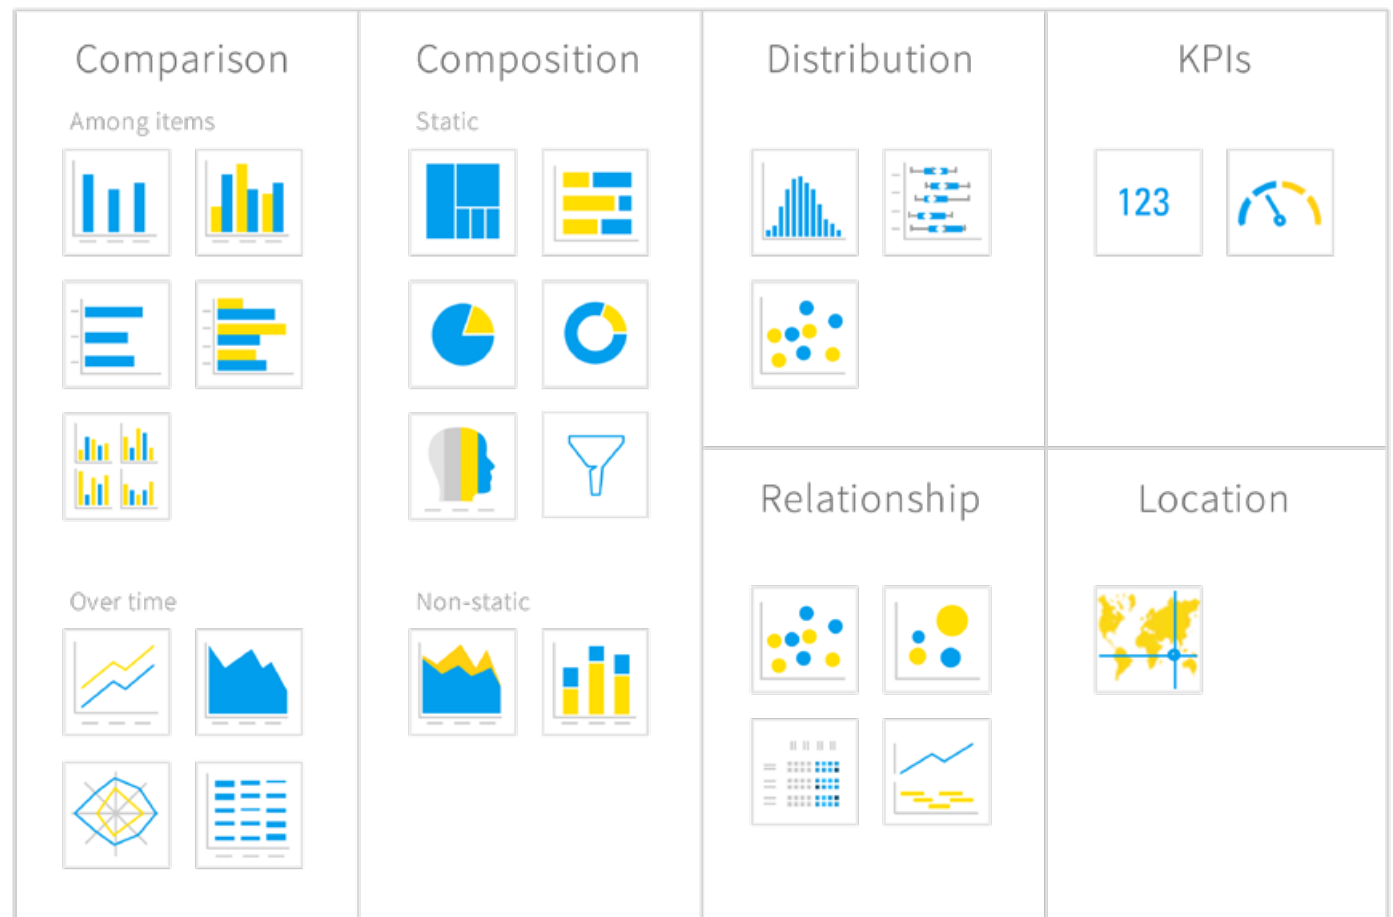 Comparison
Among items
Over time
Composition
Static
Non-static
Distribution
KPIs
123
Relationship
Location